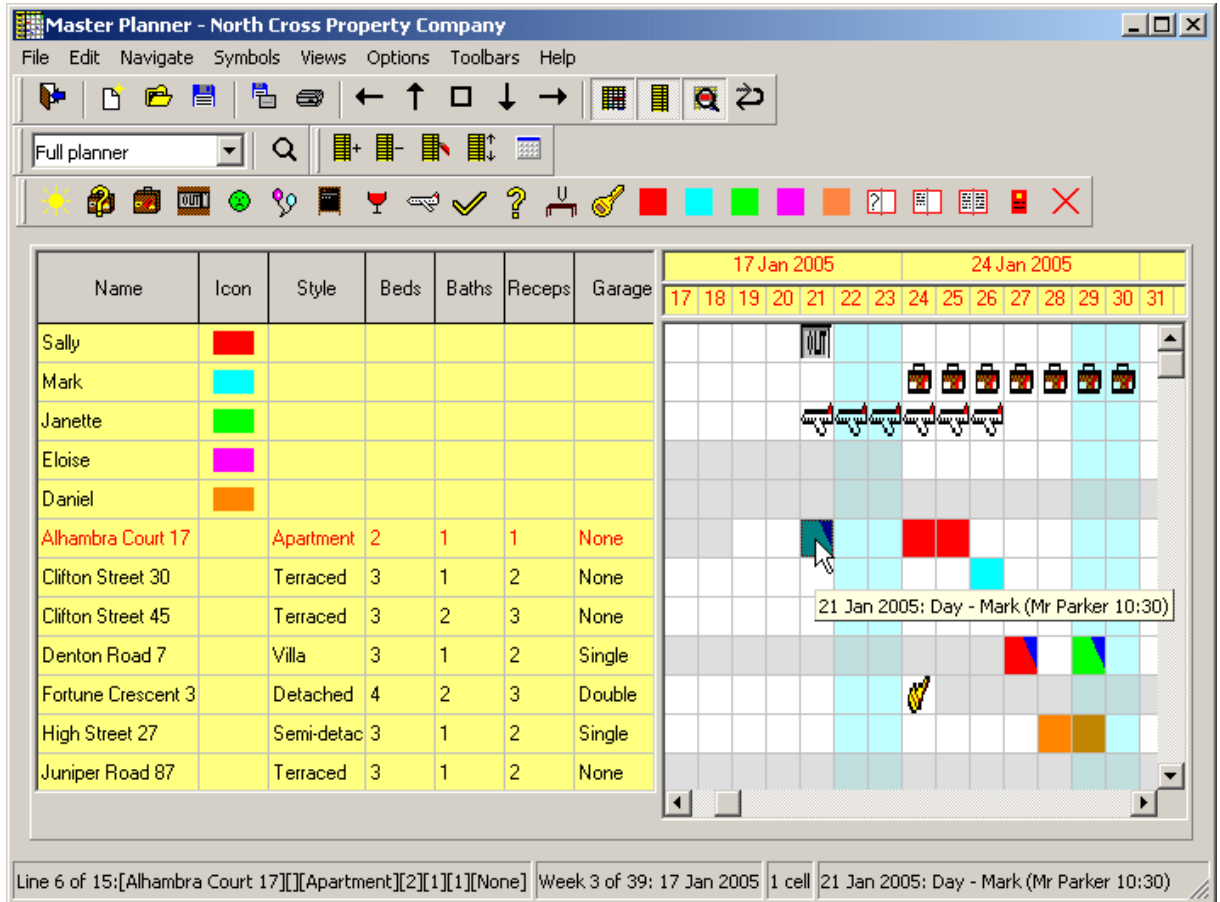 Master Planner - North Cross Property Company
File Edit Navigate Symbols Views Options Toolbars Help
Full planner
OUT
Name Icon Style Beds Baths Receps Garage
17 Jan 2005 24 Jan 2005
17 18 19 20 21 22 23 24 25 26 27 28 29 30 31
Sally
OUT
Mark
Janette
Eloise
Daniel
Alhambra Court 17 Apartment 2 1 1 None
Clifton Street 30 Terraced 3 1 2 None
Clifton Street 45 Terraced 3 2 3 None
21 Jan 2005: Day - Mark (Mr Parker 10:30)
Denton Road 7 Villa 3 1 2 Single
Fortune Crescent 3 Detached 4 2 3 Double
High Street 27 Semi-detac 3 1 2 Single
Juniper Road 87 Terraced 3 1 2 None
Line 6 of 15:[Alhambra Court 17][][Apartment][2][1][1][None] Week 3 of 39: 17 Jan 2005 1 cell 21 Jan 2005: Day - Mark (Mr Parker 10:30)